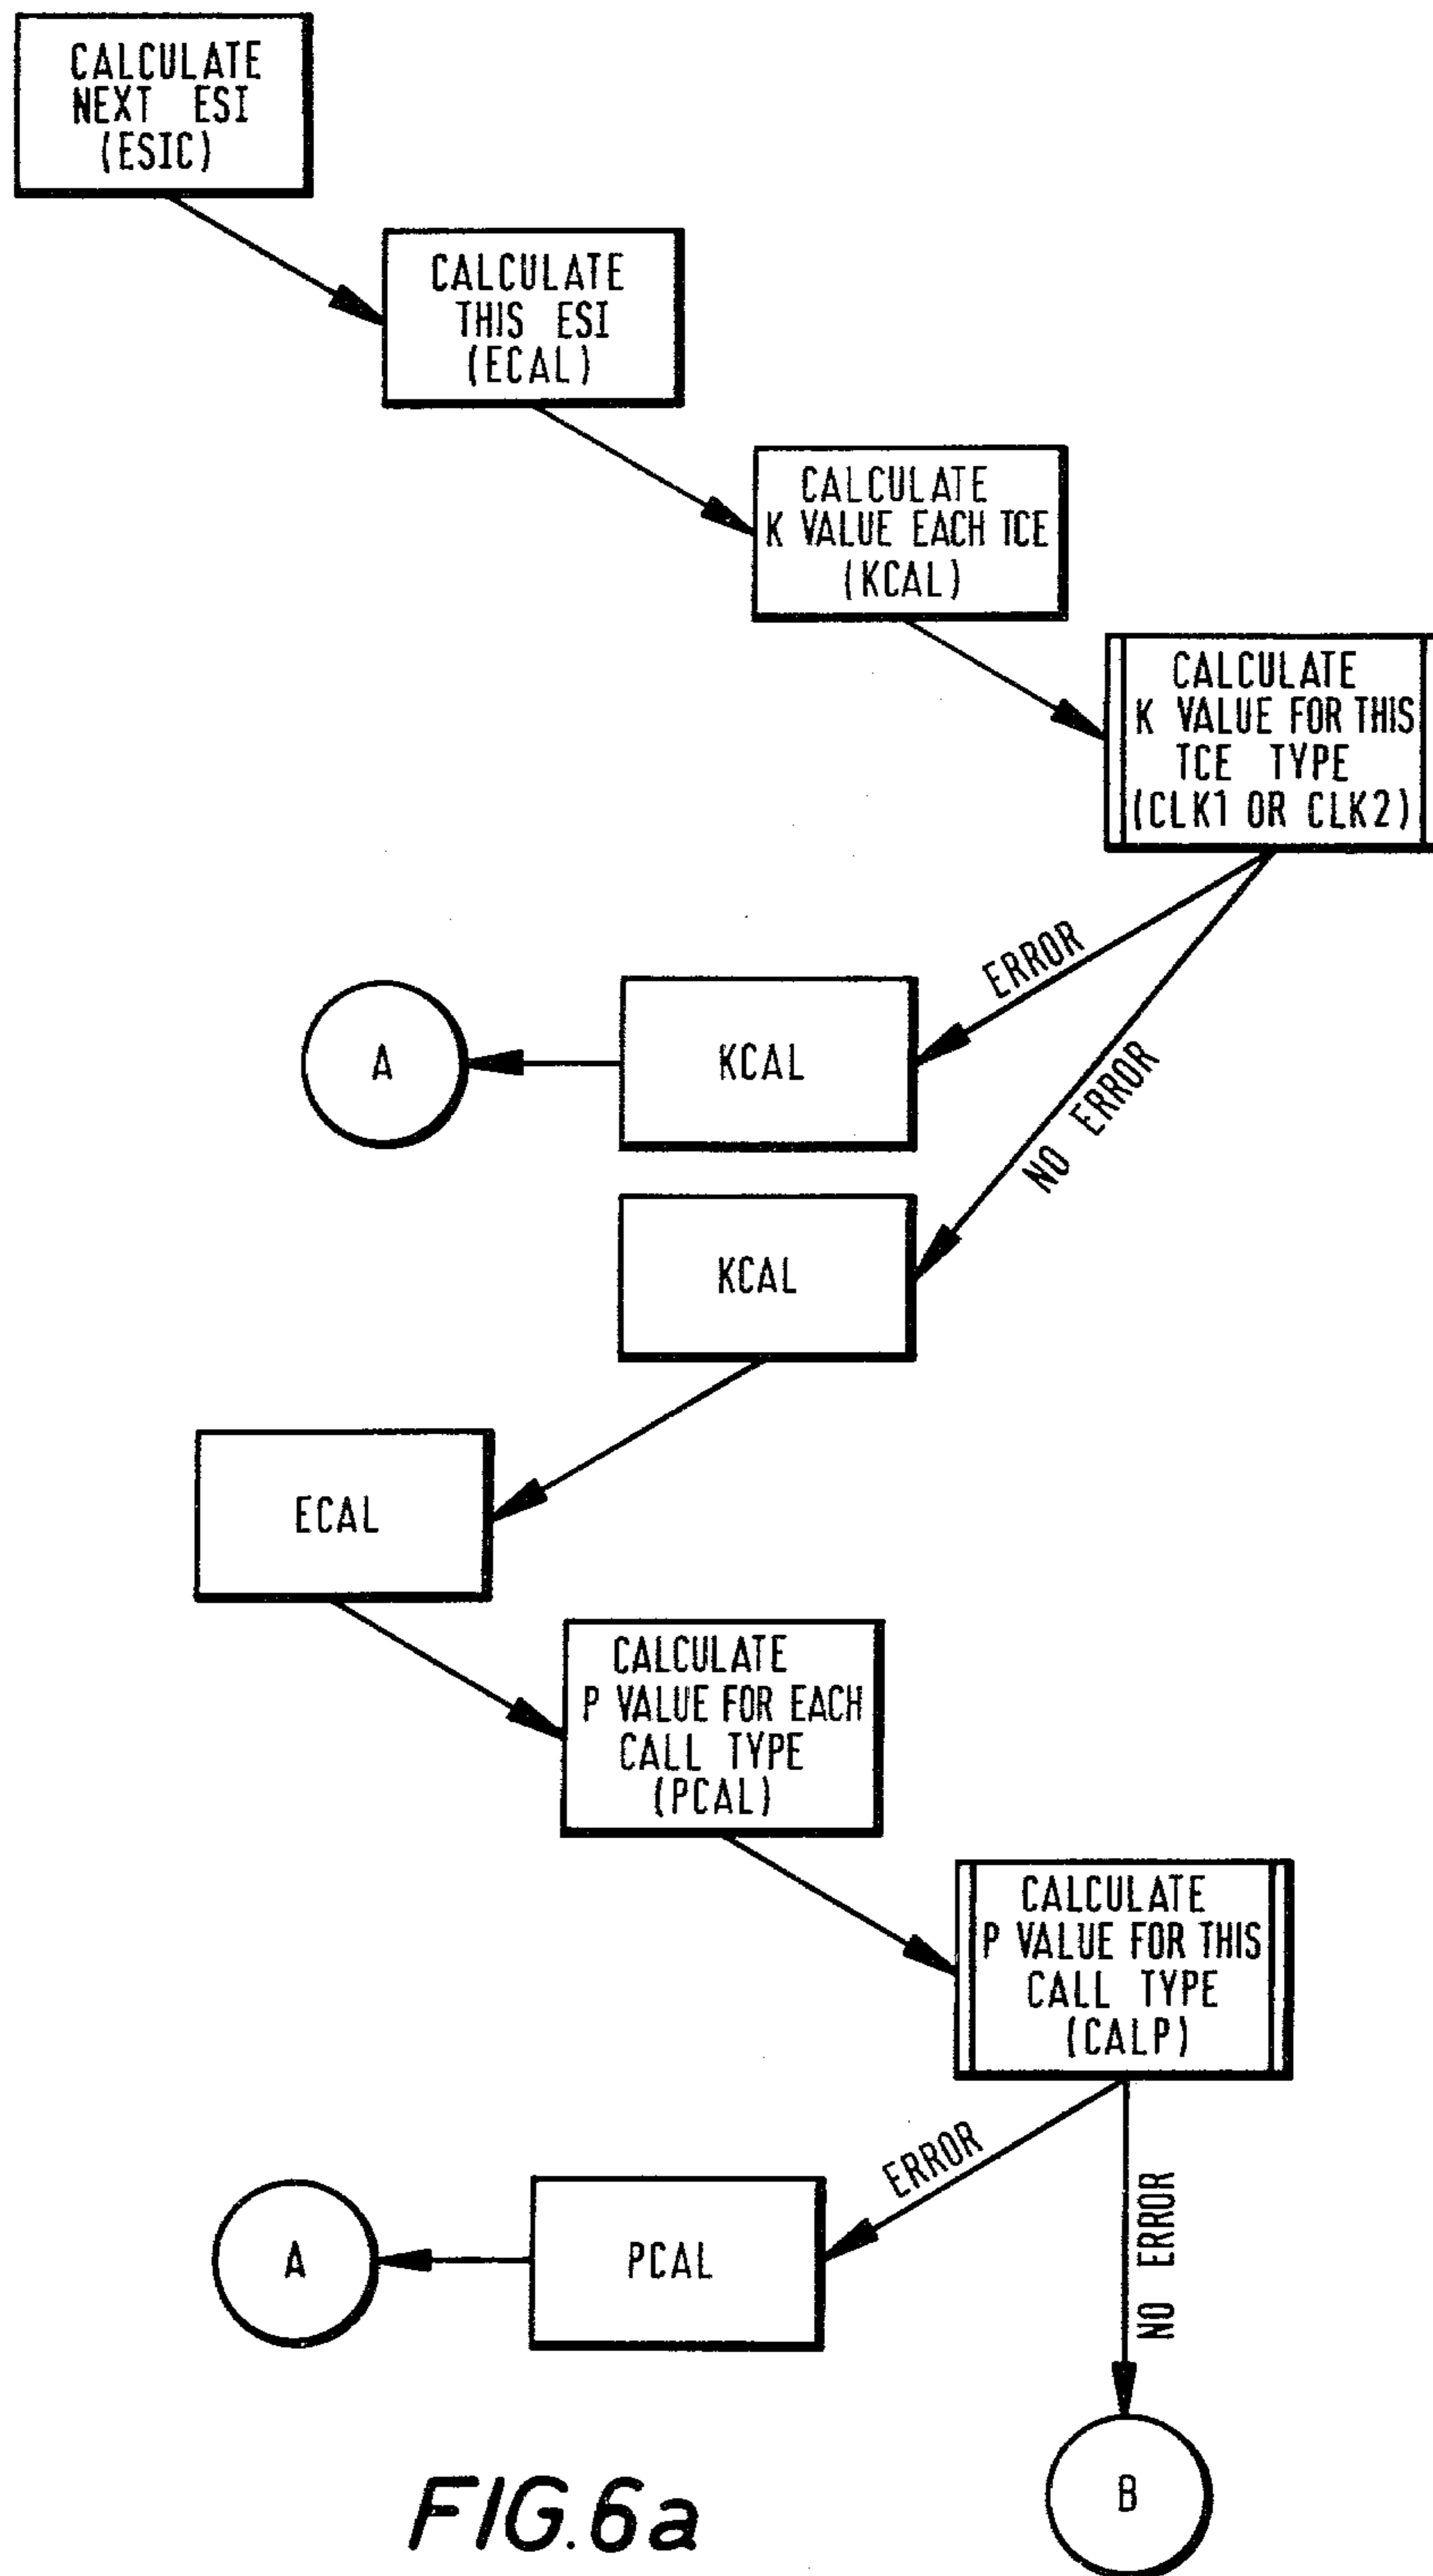 CALCULATE
NEXT ESI
(ESIC)
CALCULATE
THIS ESI
(ECAL)
CALCULATE
K VALUE EACH TCE
(KCAL)
CALCULATE
K VALUE FOR THIS
TCE TYPE
(CLK1 OR CLK2)
ERROR
A
KCAL
NO ERROR
KCAL
ECAL
CALCULATE
P VALUE FOR EACH
CALL TYPE
(PCAL)
CALCULATE
P VALUE FOR THIS
CALL TYPE
(CALP)
ERROR
NO ERROR
A
PCAL
B
FIG.6a